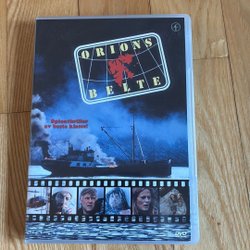 ORIONS
BELTE
Spionthriller
av beste klasse!
DVD